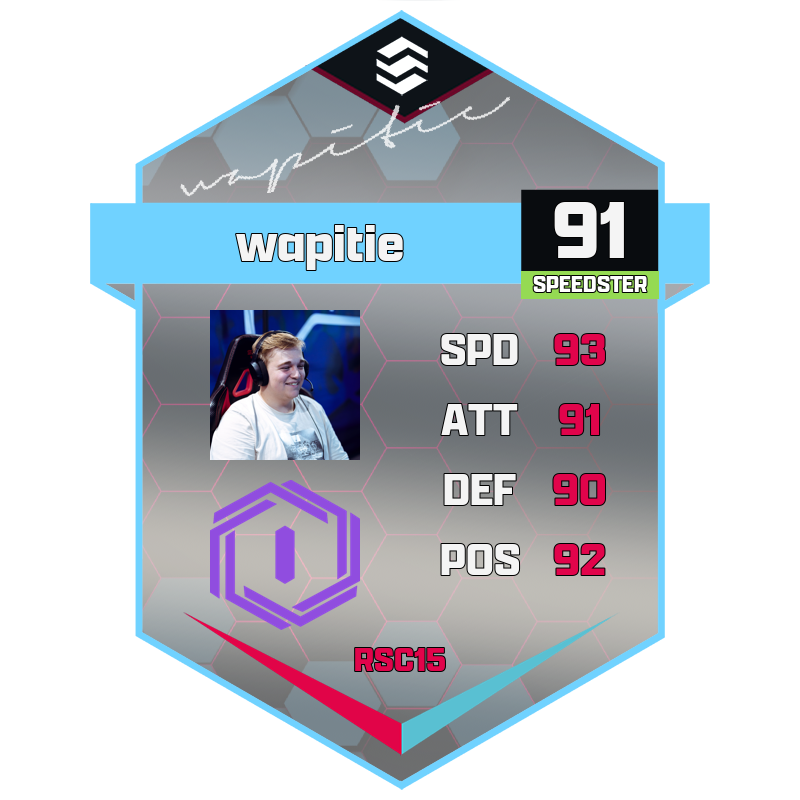 wapitie
wapitie
91
SPEEDSTER
SPD 93
ATT 91
DEF 90
POS 92
RSC15